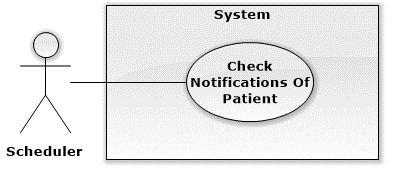 System
Check
Notifications Of
Patient
Scheduler